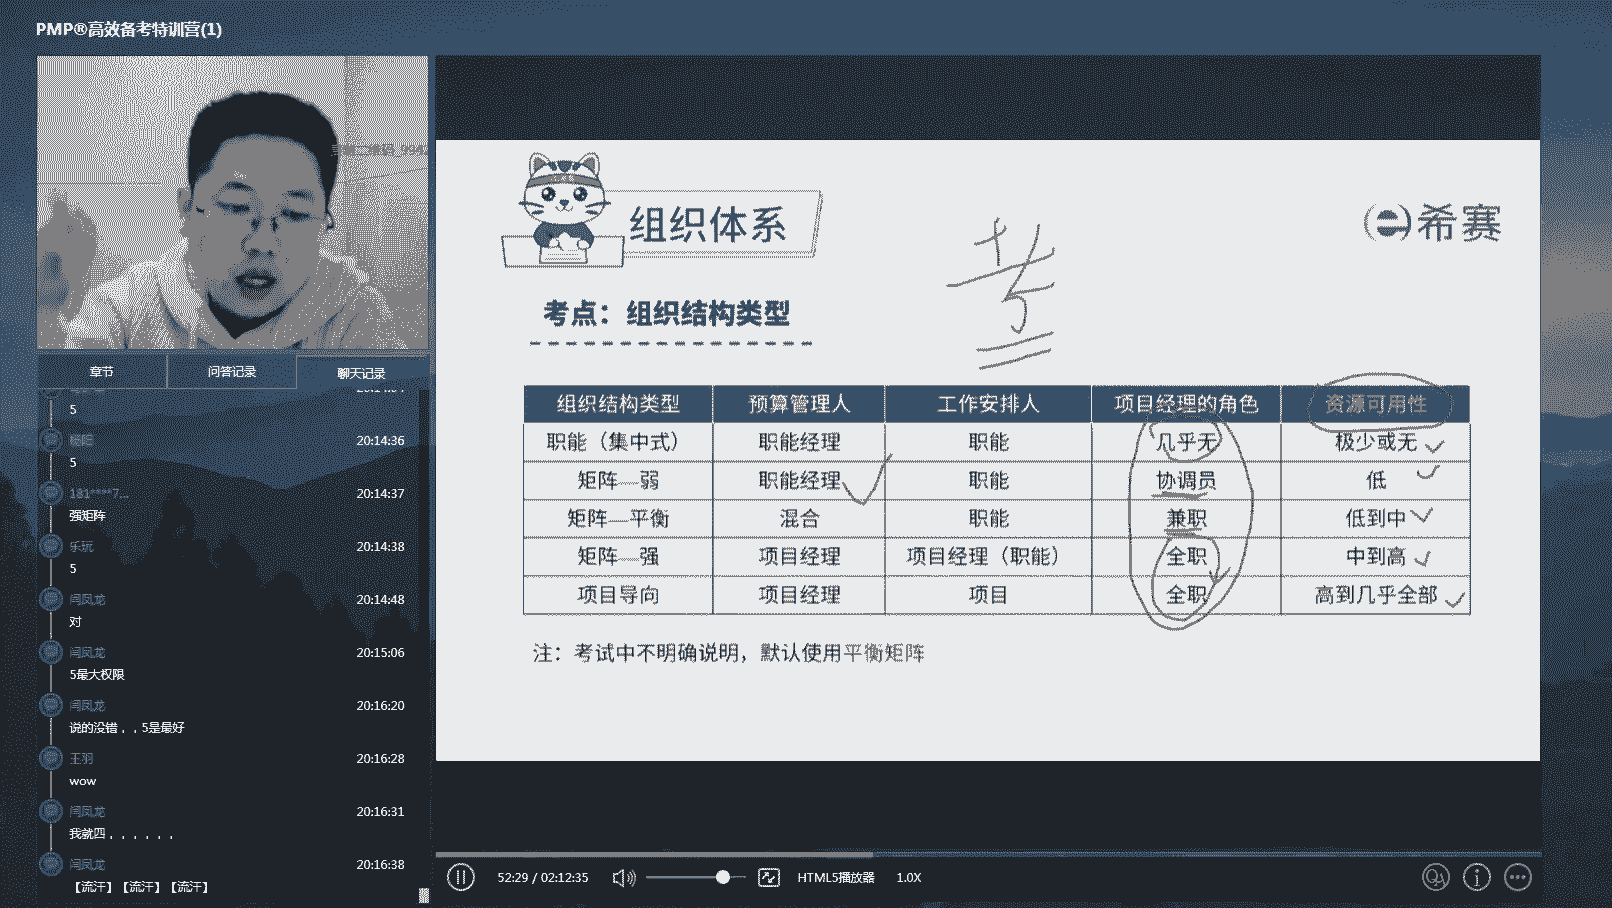 PMP®高效备考特训营(1)
章节 问答记录 聊天记录
5
杨阳 20:14:36
5
181****7... 20:14:37
强矩阵
乐玩 20:14:38
5
闫凤龙 20:14:48
对
闫凤龙 20:15:06
5是最大权限
闫凤龙 20:16:20
说的没错，，5是最好
王羽 20:16:28
wow
闫凤龙 20:16:31
我就四，，，，，，
闫凤龙 20:16:38
【流汗】【流汗】【流汗】
组织体系
希赛
考
考点：组织结构类型
组织结构类型 预算管理人 工作安排人 项目经理的角色 资源可用性
职能（集中式） 职能经理 职能 几乎无 极少或无
矩阵—弱 职能经理 职能 协调员 低
矩阵—平衡 混合 职能 兼职 低到中
矩阵—强 项目经理 项目经理（职能） 全职 中到高
项目导向 项目经理 项目 全职 高到几乎全部
注：考试中不明确说明，默认使用平衡矩阵
52:29 / 02:12:35 HTML5播放器 1.0X